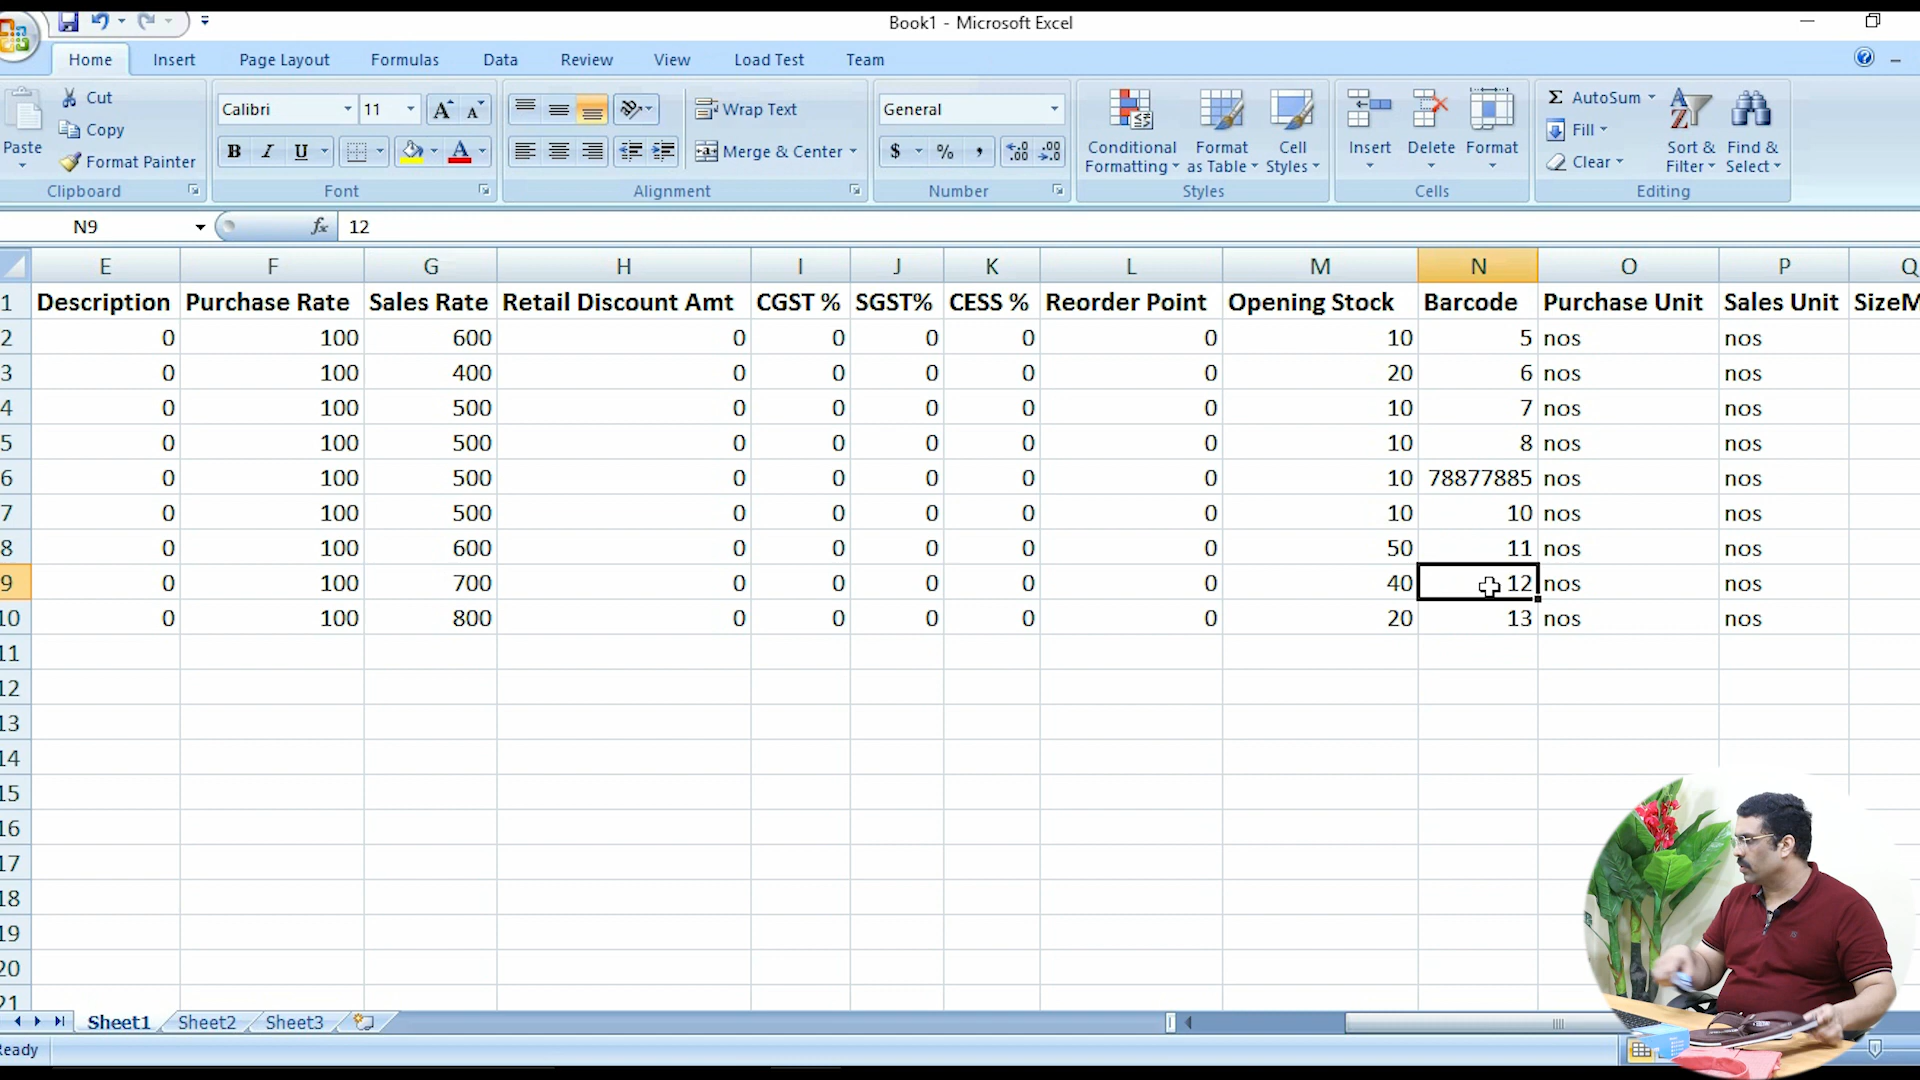 Book1 - Microsoft Excel
Home Insert Page Layout Formulas Data Review View Load Test Team
Paste
Cut
Copy
Format Painter
Clipboard
Calibri 11
B I U
Font
Wrap Text
Merge & Center
Alignment
General
$ % ,
Number
Conditional Formatting
Format as Table
Cell Styles
Styles
Insert Delete Format
Cells
Σ AutoSum
Fill
Clear
Sort & Filter
Find & Select
Editing
N9 fx 12
E F G H I J K L M N O P Q
1 Description Purchase Rate Sales Rate Retail Discount Amt CGST % SGST% CESS % Reorder Point Opening Stock Barcode Purchase Unit Sales Unit SizeM
2 0 100 600 0 0 0 0 0 10 5 nos nos
3 0 100 400 0 0 0 0 0 20 6 nos nos
4 0 100 500 0 0 0 0 0 10 7 nos nos
5 0 100 500 0 0 0 0 0 10 8 nos nos
6 0 100 500 0 0 0 0 0 10 78877885 nos nos
7 0 100 500 0 0 0 0 0 10 10 nos nos
8 0 100 600 0 0 0 0 0 50 11 nos nos
9 0 100 700 0 0 0 0 0 40 12 nos nos
10 0 100 800 0 0 0 0 0 20 13 nos nos
11
12
13
14
15
16
17
18
19
20
21
Sheet1 Sheet2 Sheet3
Ready